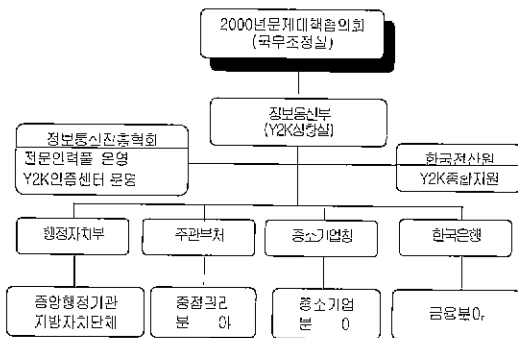 2000년문제대책협의회
(국무조정실)
정보통신부
(Y2K상황실)
정보통신진흥협회
전문인력풀 운영
Y2K인증센터 운영
한국전산원
Y2K종합지원
행정자치부
주관부처
중소기업청
한국은행
중앙행정기관
지방자치단체
중점관리
분 야
중소기업
분 야
금융분야